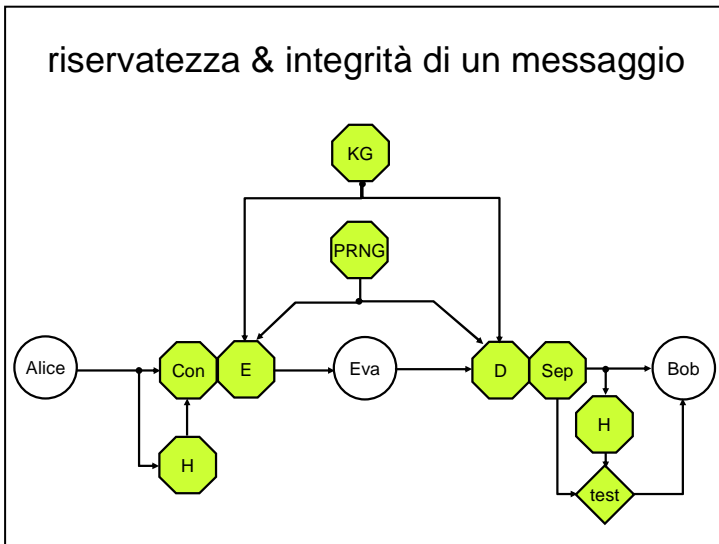 riservatezza & integrità di un messaggio
KG
PRNG
Alice
Con
E
Eva
D
Sep
Bob
H
H
test